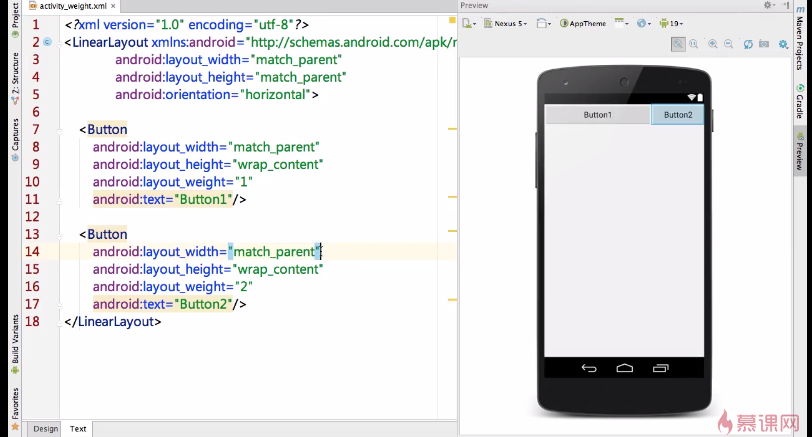 activity_weight.xml ×
Preview
Nexus 5
AppTheme
19
1 <?xml version="1.0" encoding="utf-8"?>
2 <LinearLayout xmlns:android="http://schemas.android.com/apk/r
3 android:layout_width="match_parent"
4 android:layout_height="match_parent"
5 android:orientation="horizontal">
6
7 <Button
8 android:layout_width="match_parent"
9 android:layout_height="wrap_content"
10 android:layout_weight="1"
11 android:text="Button1"/>
12
13 <Button
14 android:layout_width="match_parent"
15 android:layout_height="wrap_content"
16 android:layout_weight="2"
17 android:text="Button2"/>
18 </LinearLayout>
Button1
Button2
Project
Z: Structure
Captures
Build Variants
Favorites
Maven Projects
Gradle
Preview
Design
Text
慕课网